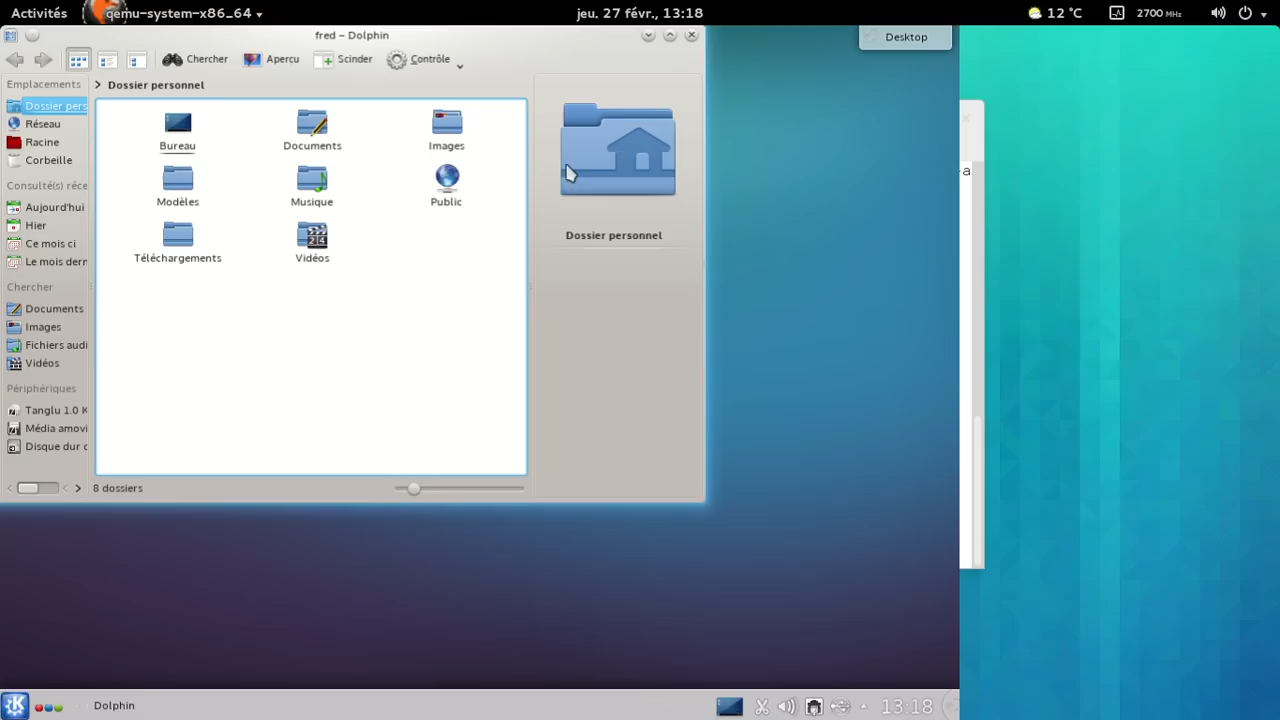 Activités
qemu-system-x86_64
jeu. 27 févr., 13:18
12 °C
2700 MHz
fred – Dolphin
Desktop
Chercher
Aperçu
Scinder
Contrôle
Emplacements
Dossier pers
Réseau
Racine
Corbeille
Consulté(s) réce
Aujourd'hui
Hier
Ce mois ci
Le mois dern
Chercher
Documents
Images
Fichiers audi
Vidéos
Périphériques
Tanglu 1.0 K
Média amovi
Disque dur d
Dossier personnel
Bureau
Documents
Images
Modèles
Musique
Public
Téléchargements
Vidéos
8 dossiers
Dossier personnel
-a
Dolphin
13:18